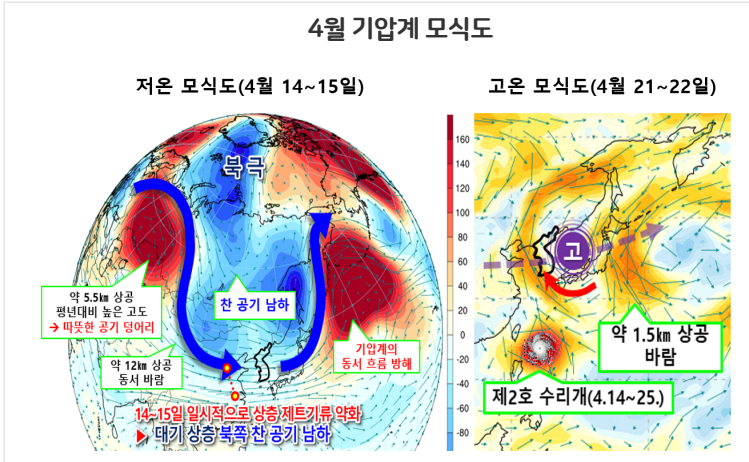 4월 기압계 모식도
저온 모식도(4월 14~15일)
고온 모식도(4월 21~22일)
북극
약 5.5㎞ 상공
평년대비 높은 고도
→ 따뜻한 공기 덩어리
찬 공기 남하
약 12㎞ 상공
동서 바람
기압계의
동서 흐름 방해
14~15일 일시적으로 상층 제트기류 약화
▶ 대기 상층 북쪽 찬 공기 남하
160
140
120
100
80
60
40
20
0
-20
-40
-60
-80
고
약 1.5㎞ 상공
바람
제2호 수리개(4.14~25.)